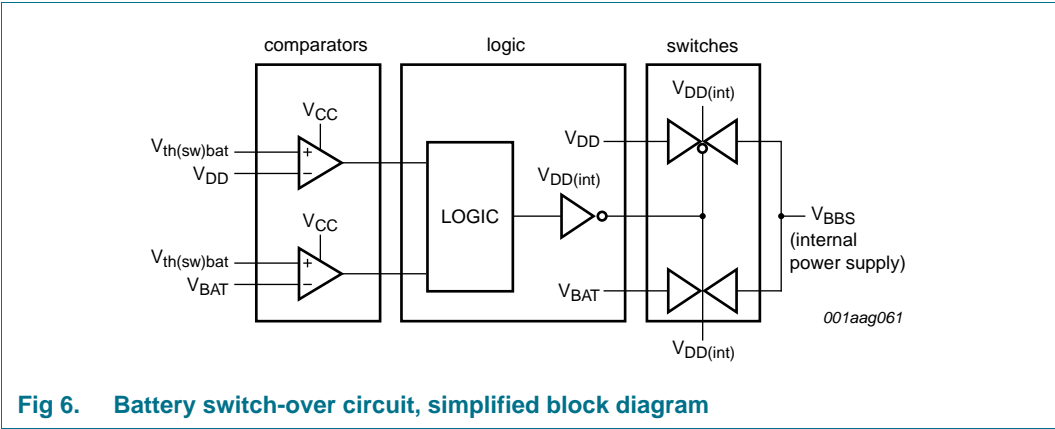 comparators
logic
switches
VCC
Vth(sw)bat
VDD
+
−
VCC
Vth(sw)bat
VBAT
+
−
LOGIC
VDD(int)
VDD
VBAT
VDD(int)
VDD(int)
VBBS
(internal
power supply)
001aag061
Fig 6. Battery switch-over circuit, simplified block diagram